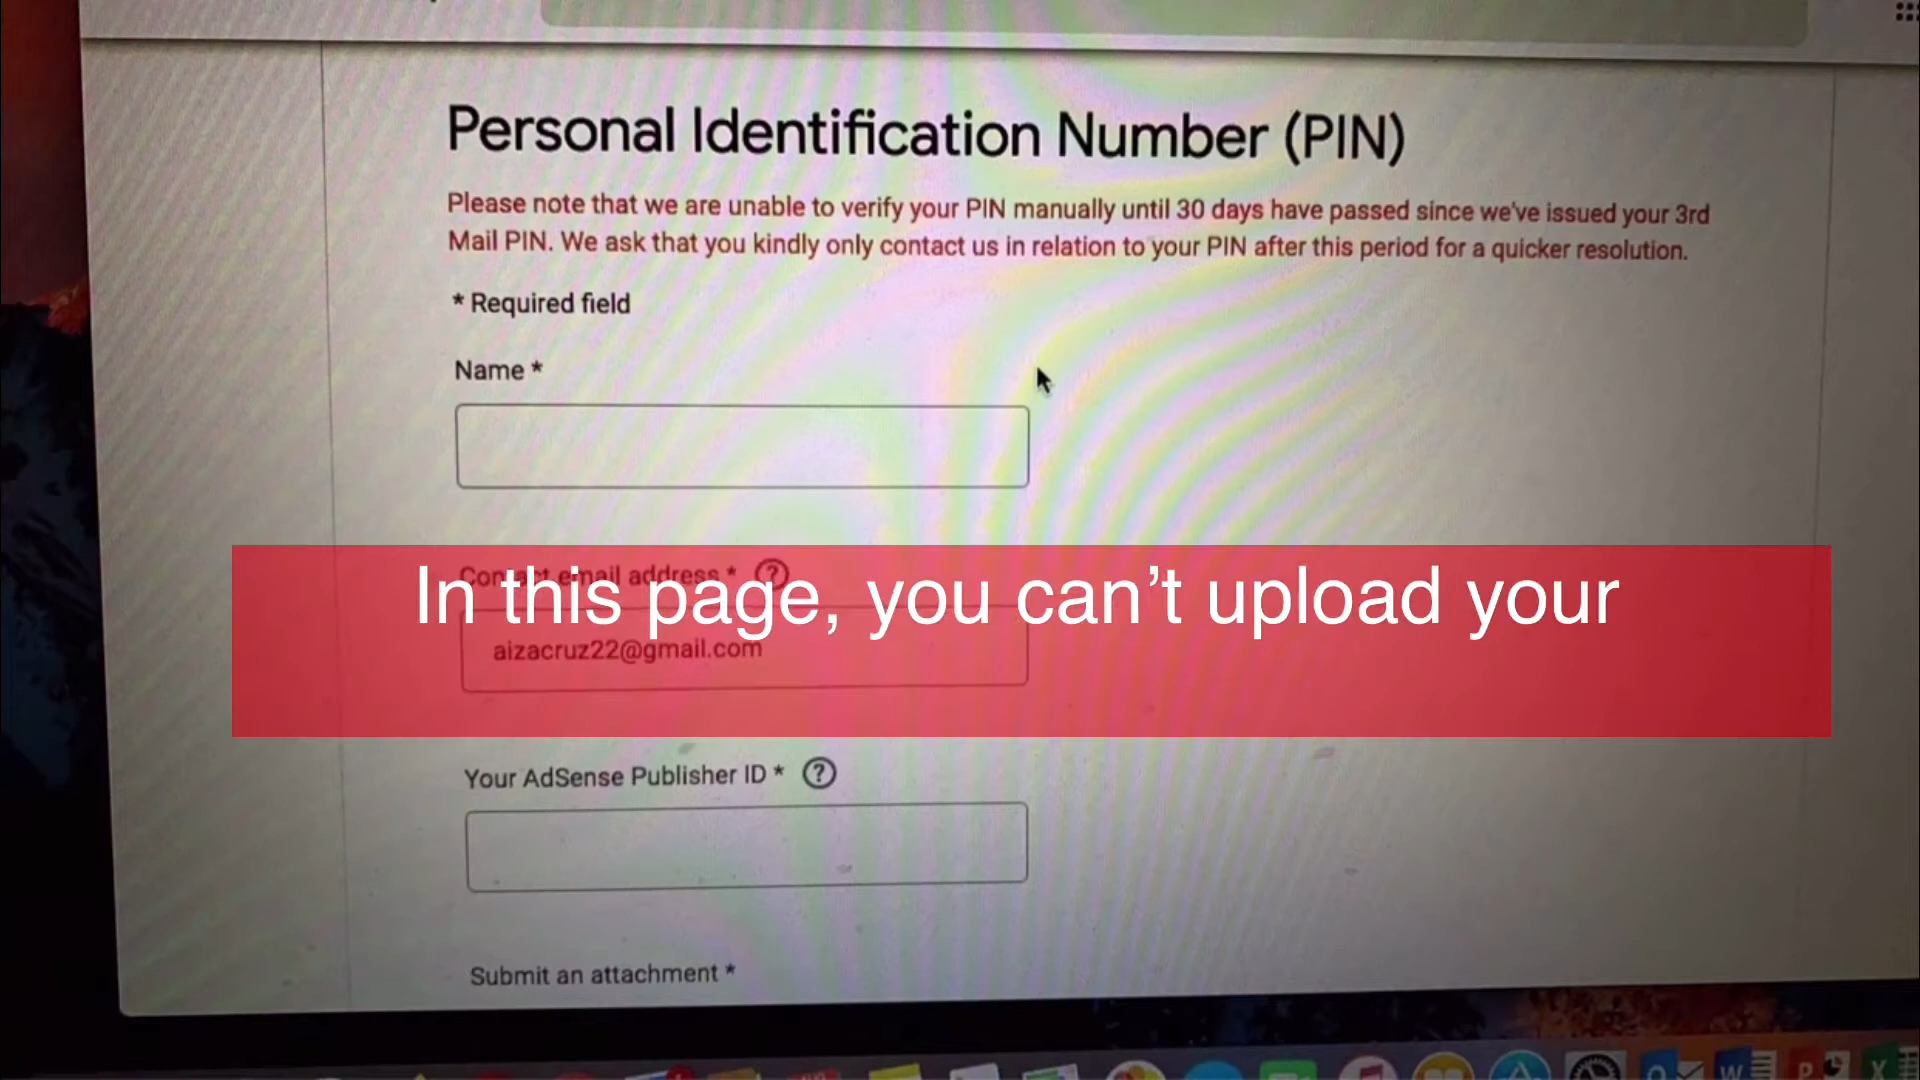 Personal Identification Number (PIN)
Please note that we are unable to verify your PIN manually until 30 days have passed since we've issued your 3rd
Mail PIN. We ask that you kindly only contact us in relation to your PIN after this period for a quicker resolution.
* Required field
Name *
Contact email address *
In this page, you can't upload your
aizacruz22@gmail.com
Your AdSense Publisher ID *
Submit an attachment *